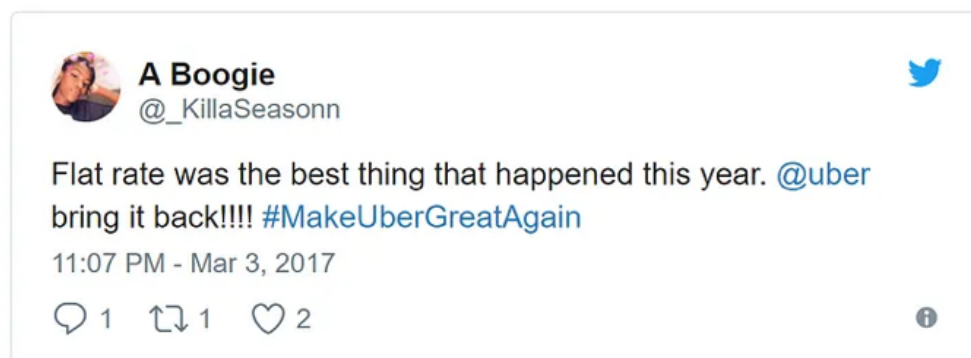 A Boogie
@_KillaSeasonn
Flat rate was the best thing that happened this year. @uber
bring it back!!!! #MakeUberGreatAgain
11:07 PM - Mar 3, 2017
1 1 2